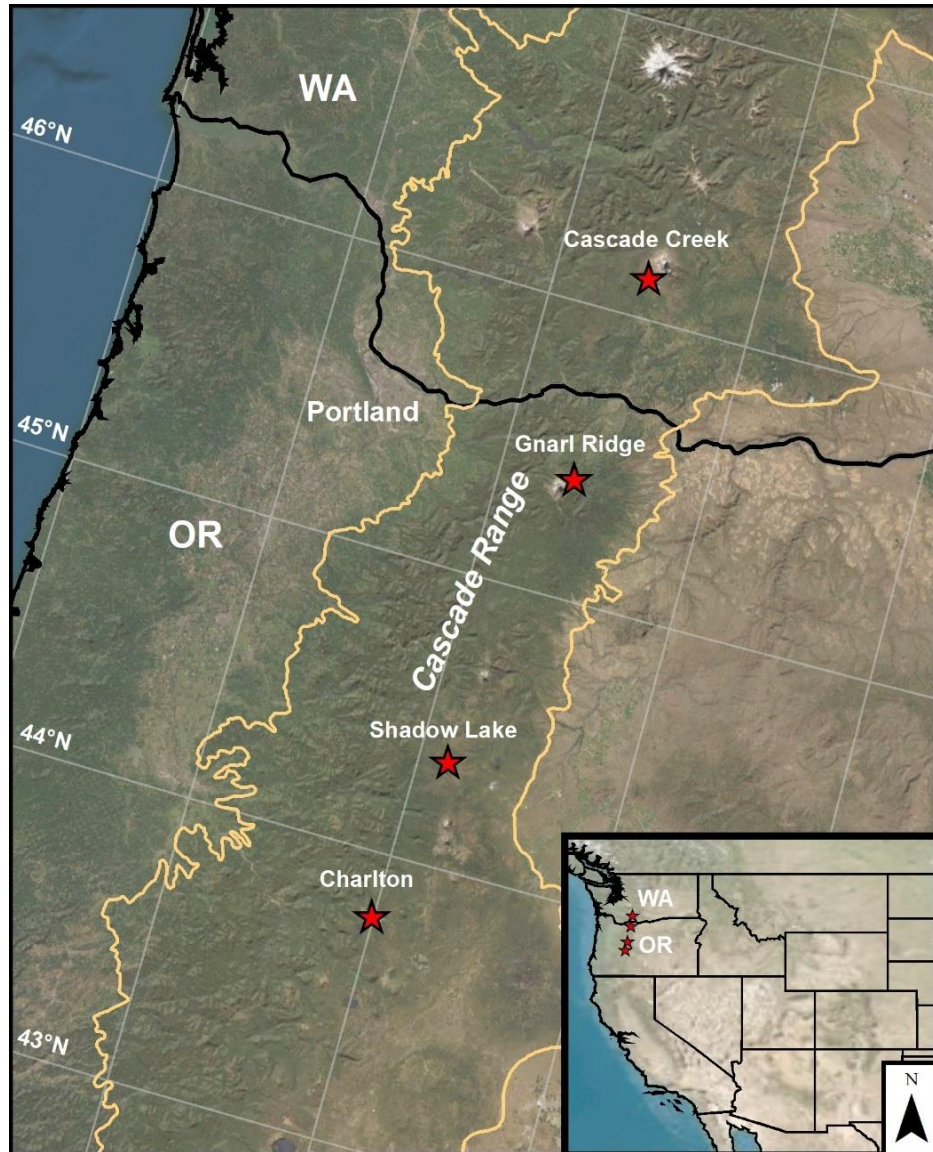 WA
46°N
Cascade Creek
Portland
45°N
Gnarl Ridge
OR
Cascade Range
Shadow Lake
44°N
Charlton
WA
OR
43°N
N